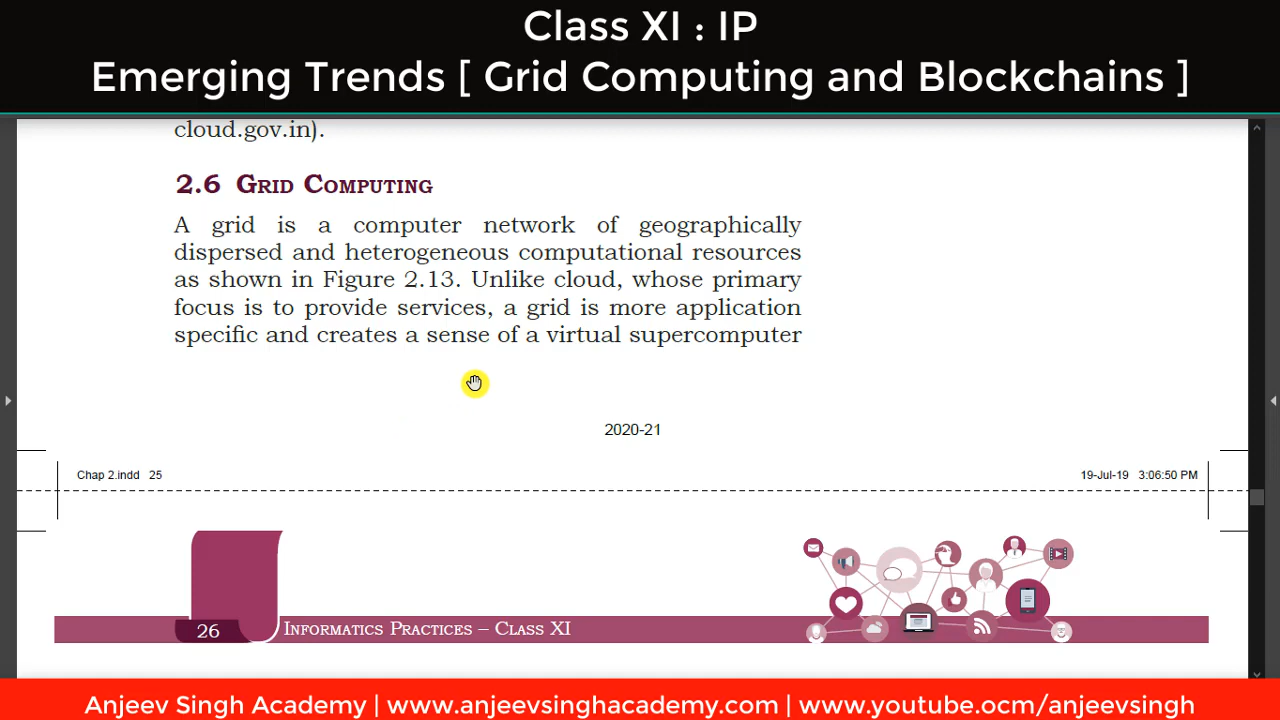 Class XI : IP
Emerging Trends [ Grid Computing and Blockchains ]
cloud.gov.in).
2.6 Grid Computing
A grid is a computer network of geographically
dispersed and heterogeneous computational resources
as shown in Figure 2.13. Unlike cloud, whose primary
focus is to provide services, a grid is more application
specific and creates a sense of a virtual supercomputer
2020-21
Chap 2.indd 25
19-Jul-19 3:06:50 PM
26
Informatics Practices – Class XI
Anjeev Singh Academy | www.anjeevsinghacademy.com | www.youtube.ocm/anjeevsingh